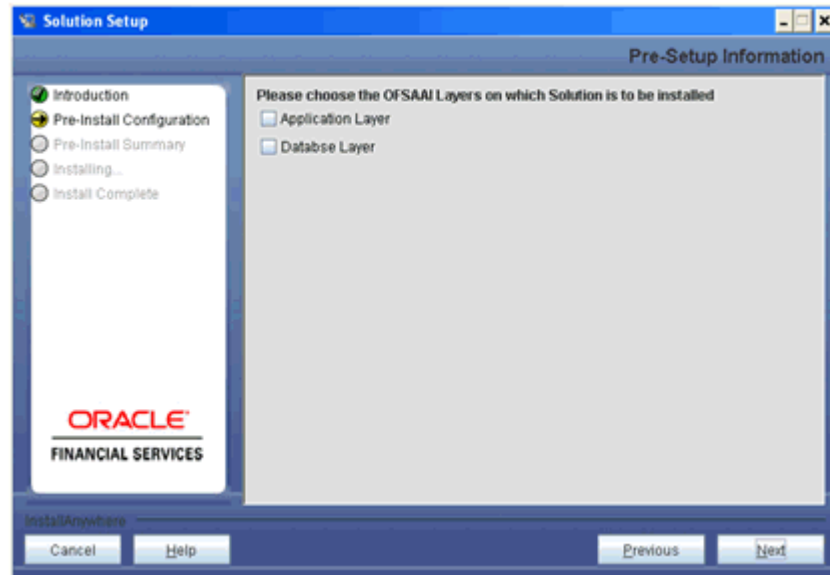 Solution Setup
Pre-Setup Information
Introduction
Pre-Install Configuration
Pre-Install Summary
Installing...
Install Complete
ORACLE
FINANCIAL SERVICES
Please choose the OFSAAI Layers on which Solution is to be installed
Application Layer
Databse Layer
InstallAnywhere
Cancel
Help
Previous
Next